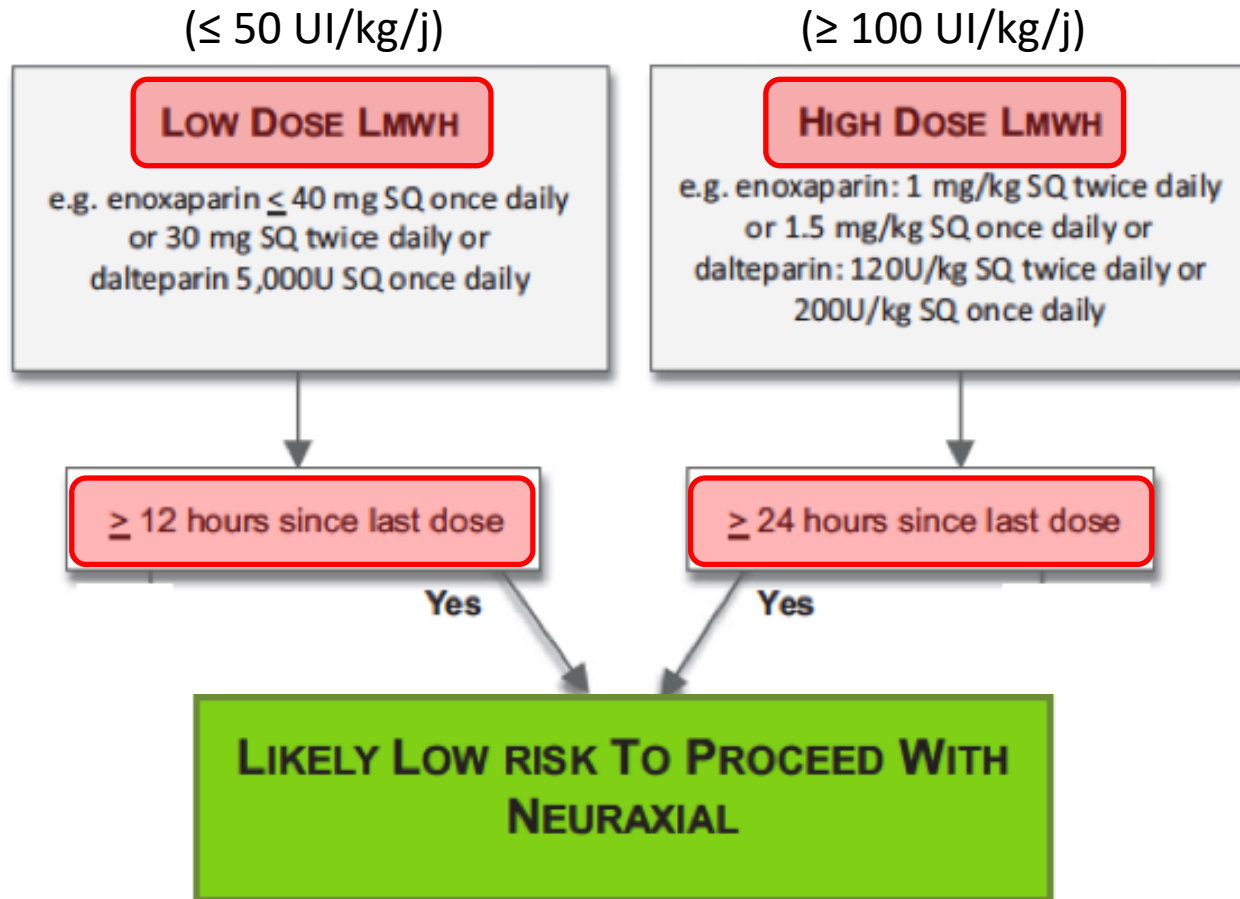 (≤ 50 UI/kg/j)
LOW DOSE LMWH
e.g. enoxaparin ≤ 40 mg SQ once daily
or 30 mg SQ twice daily or
dalteparin 5,000U SQ once daily
≥ 12 hours since last dose
Yes
(≥ 100 UI/kg/j)
HIGH DOSE LMWH
e.g. enoxaparin: 1 mg/kg SQ twice daily
or 1.5 mg/kg SQ once daily or
dalteparin: 120U/kg SQ twice daily or
200U/kg SQ once daily
≥ 24 hours since last dose
Yes
LIKELY LOW RISK TO PROCEED WITH
NEURAXIAL